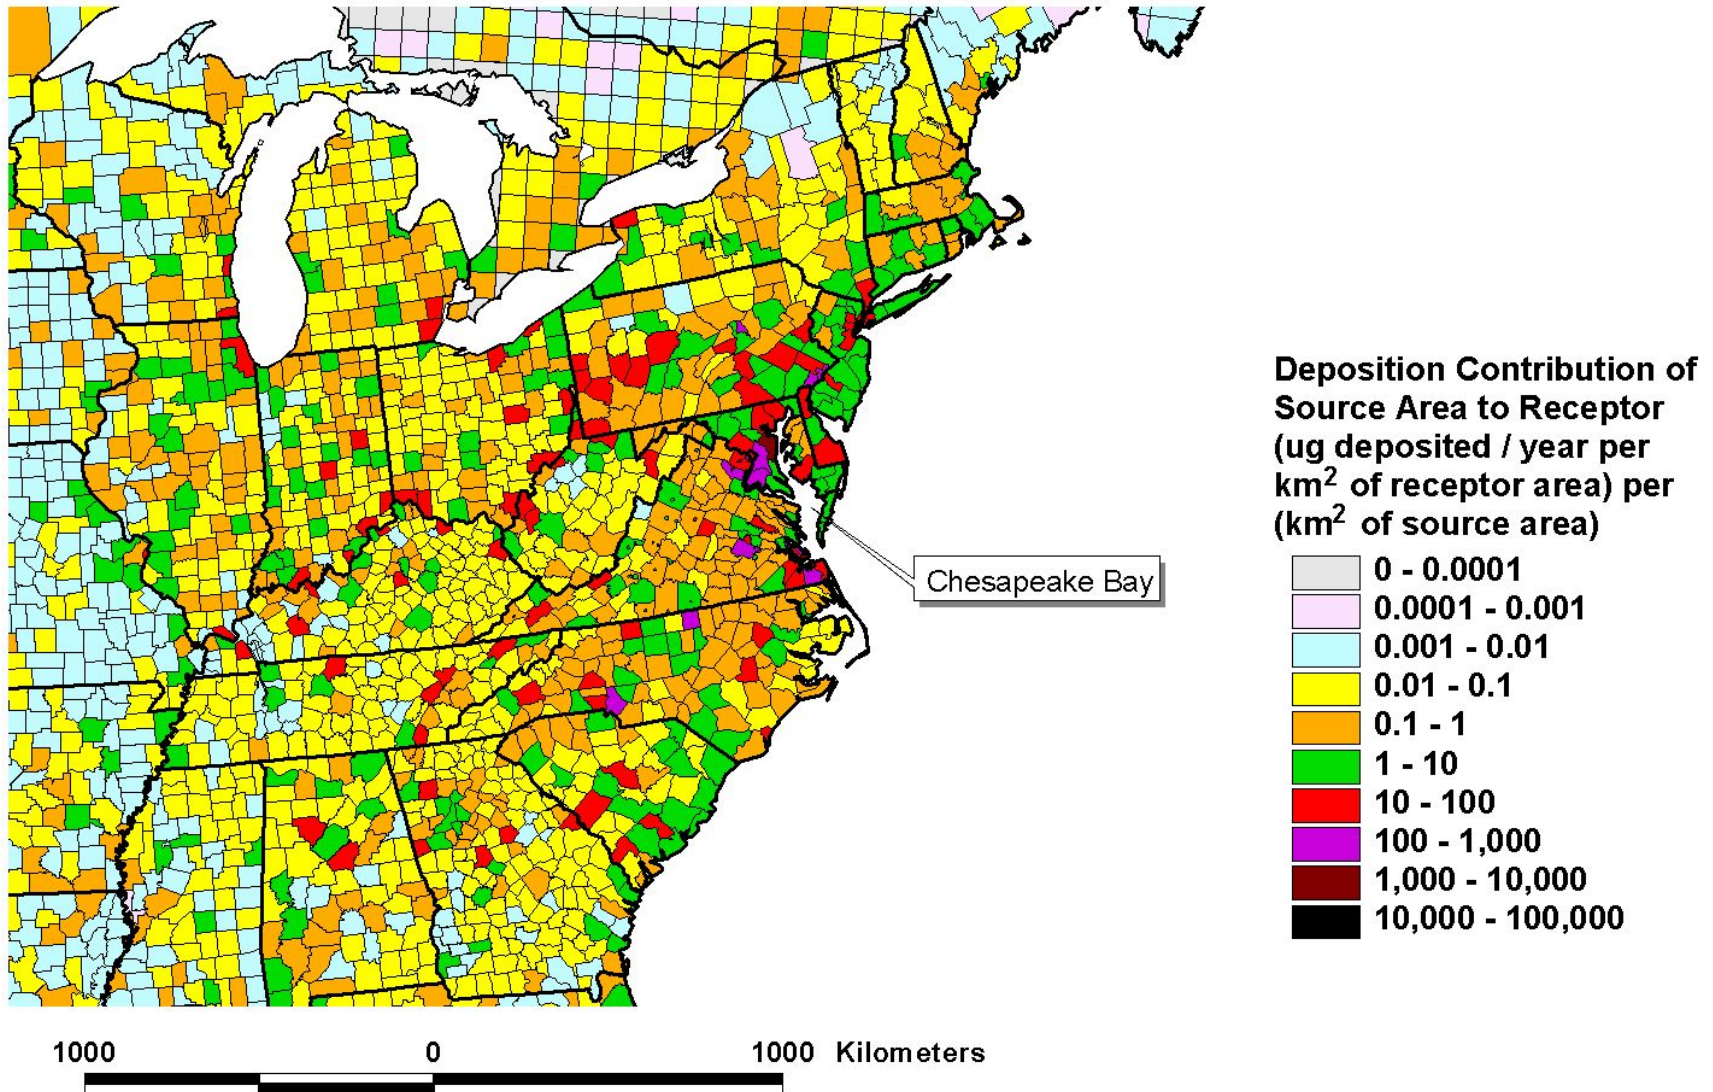 Deposition Contribution of
Source Area to Receptor
(ug deposited / year per
km2 of receptor area) per
(km2 of source area)
0 - 0.0001
0.0001 - 0.001
0.001 - 0.01
0.01 - 0.1
0.1 - 1
1 - 10
10 - 100
100 - 1,000
1,000 - 10,000
10,000 - 100,000
Chesapeake Bay
1000 0 1000 Kilometers